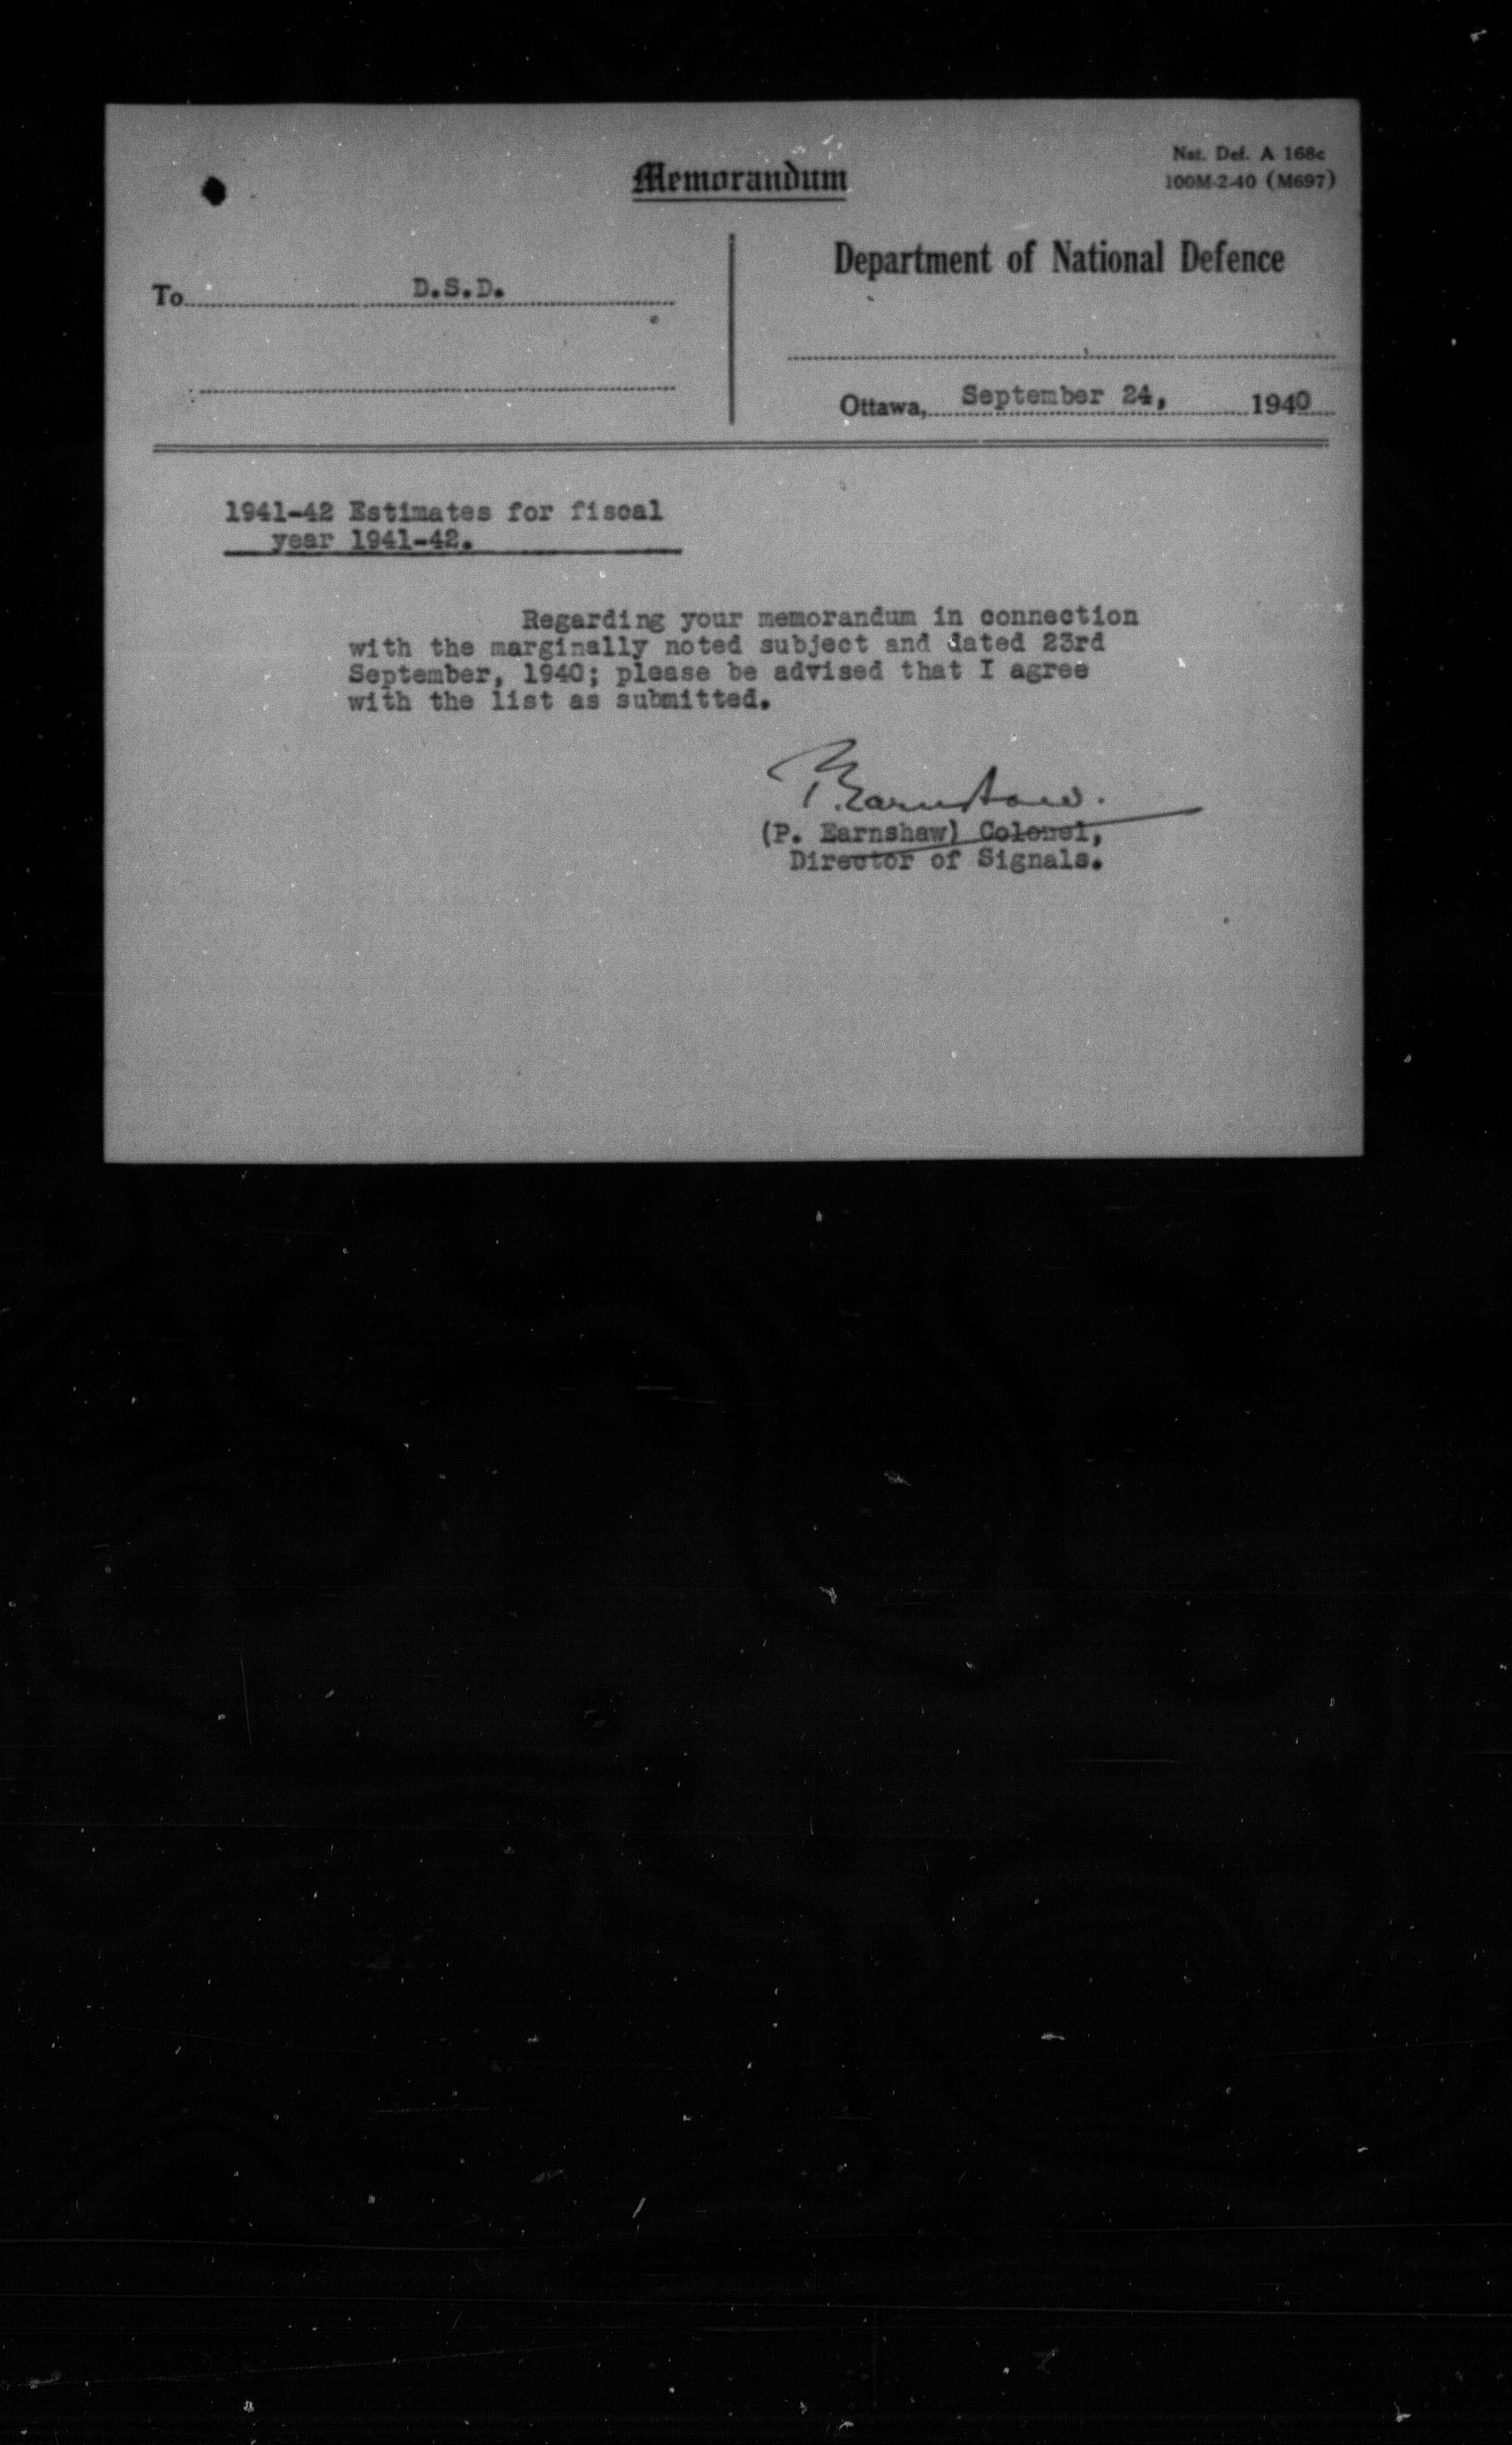 Nat. Def. A 168c
100M-2-40 (M697)
Memorandum
Department of National Defence
To D.S.D.
Ottawa, September 24, 1940
1941-42 Estimates for fiscal
year 1941-42.
Regarding your memorandum in connection
with the marginally noted subject and dated 23rd
September, 1940; please be advised that I agree
with the list as submitted.
P. Earnshaw.
(P. Earnshaw) Colonel,
Director of Signals.